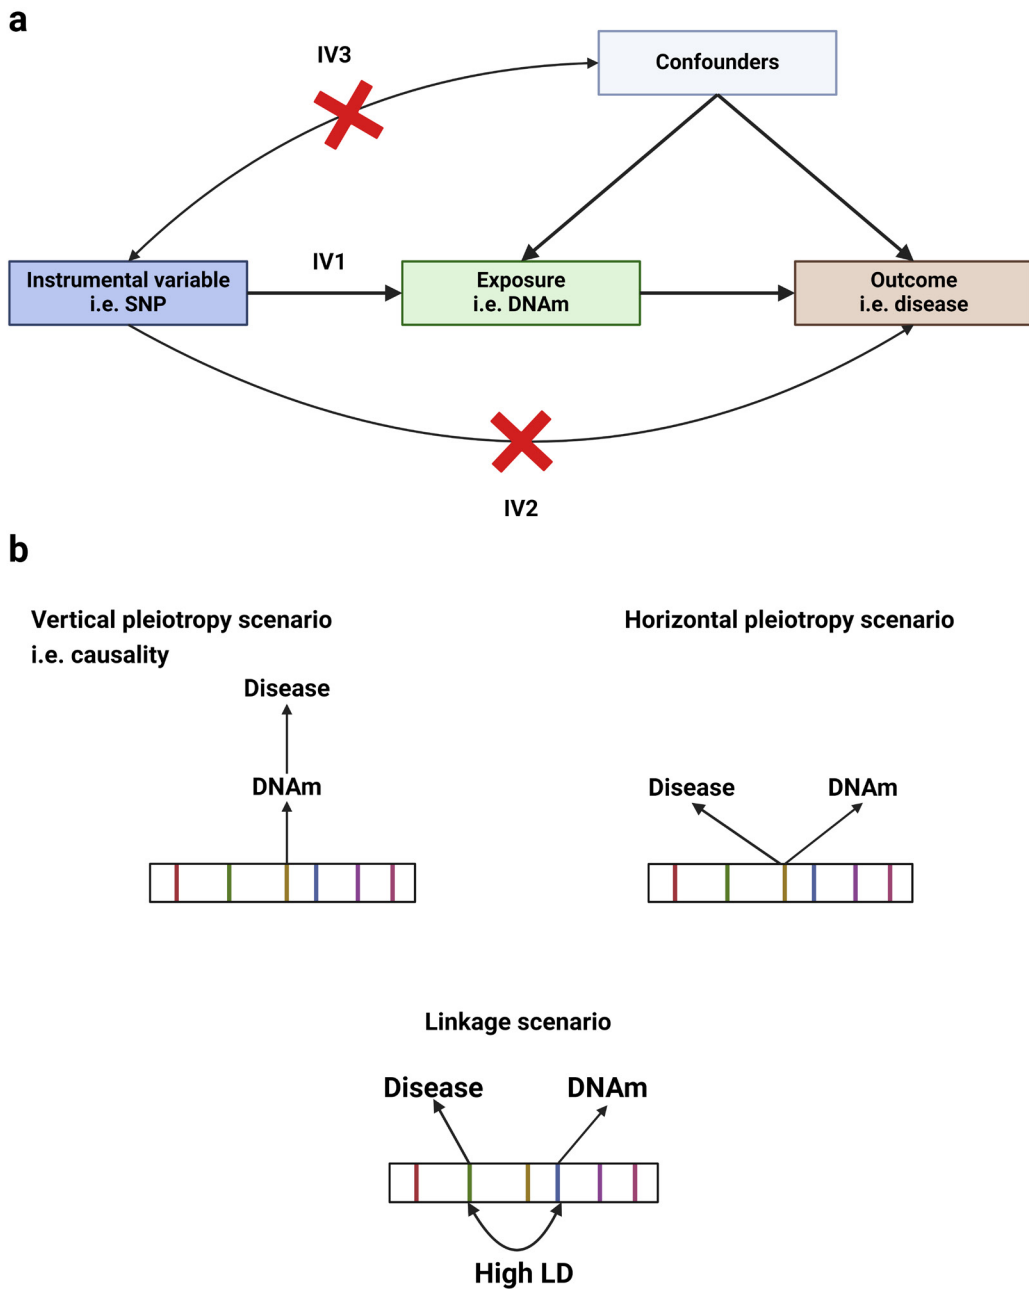 a
IV3
Confounders
Instrumental variable
i.e. SNP
IV1
Exposure
i.e. DNAm
Outcome
i.e. disease
IV2
b
Vertical pleiotropy scenario
i.e. causality
Disease
DNAm
Horizontal pleiotropy scenario
Disease
DNAm
Linkage scenario
Disease
DNAm
High LD